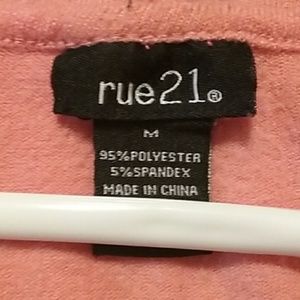 rue21®
M
95%POLYESTER
5%SPANDEX
MADE IN CHINA